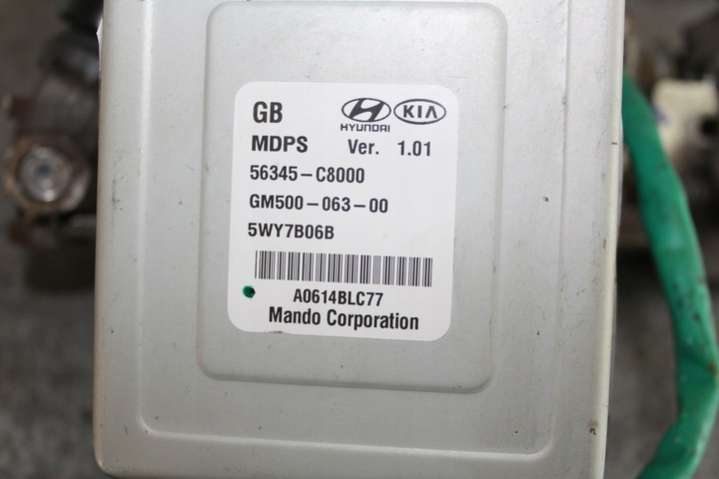 GB HYUNDAI KIA
MDPS Ver. 1.01
56345-C8000
GM500-063-00
5WY7B06B
A0614BLC77
Mando Corporation